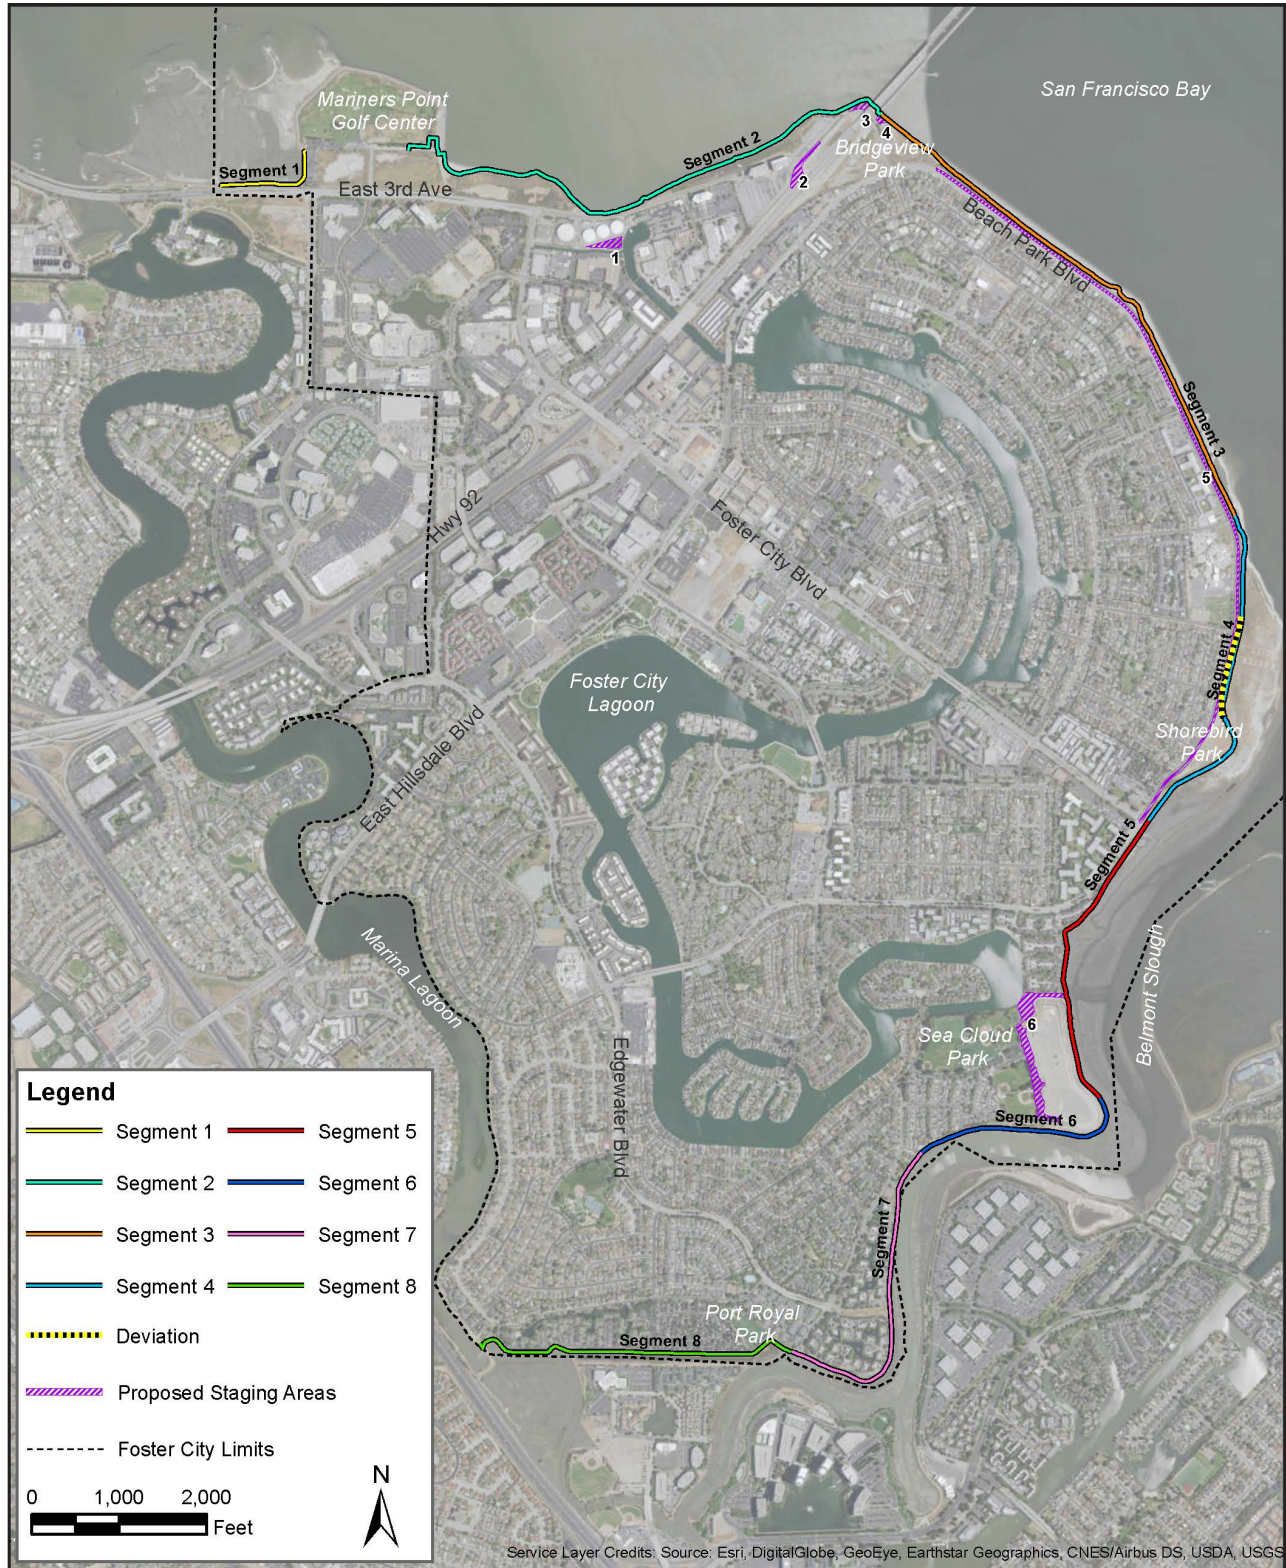 San Francisco Bay
Mariners Point
Golf Center
3
4
Segment 2
Bridgeview
Park
Segment 1
2
East 3rd Ave
1
Beach Park Blvd
Segment 3
5
Hwy 92
Foster City Blvd
Segment 4
Foster City
Lagoon
East Hillsdale Blvd
Shorebird
Park
Segment 5
Marina Lagoon
Belmont Slough
6
Sea Cloud
Park
Edgewater Blvd
Segment 6
Segment 7
Port Royal
Park
Segment 8
Legend
Segment 1
Segment 5
Segment 2
Segment 6
Segment 3
Segment 7
Segment 4
Segment 8
Deviation
Proposed Staging Areas
Foster City Limits
N
0 1,000 2,000
Feet
Service Layer Credits: Source: Esri, DigitalGlobe, GeoEye, Earthstar Geographics, CNES/Airbus DS, USDA, USGS